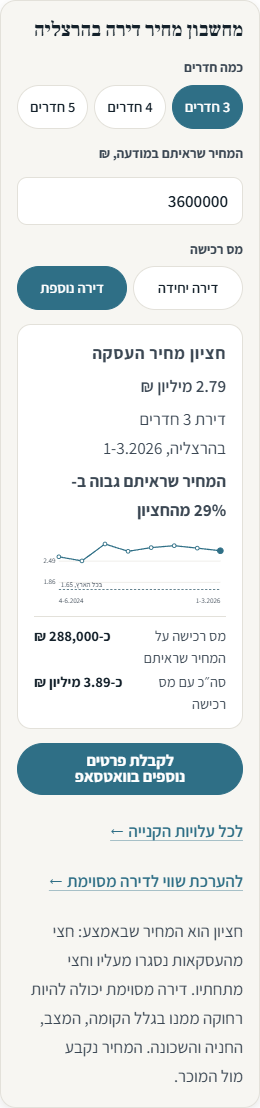 מחשבון מחיר דירה בהרצליה
כמה חדרים
3 חדרים
4 חדרים
5 חדרים
המחיר שראיתם במודעה, ₪
3600000
מס רכישה
דירה יחידה
דירה נוספת
חציון מחיר העסקה
2.79 מיליון ₪
דירת 3 חדרים
בהרצליה, 1-3.2026
המחיר שראיתם גבוה ב-
29% מהחציון
2.49
1.86
בכל הארץ, 1.65
4-6.2024
1-3.2026
מס רכישה על
המחיר שראיתם
כ-288,000 ₪
סה״כ עם מס
רכישה
כ-3.89 מיליון ₪
לקבלת פרטים
נוספים בוואטסאפ
לכל עלויות הקנייה ←
להערכת שווי לדירה מסוימת ←
חציון הוא המחיר שבאמצע: חצי
מהעסקאות נסגרו מעליו וחצי
מתחתיו. דירה מסוימת יכולה להיות
רחוקה ממנו בגלל הקומה, המצב,
החניה והשכונה. המחיר נקבע
מול המוכר.